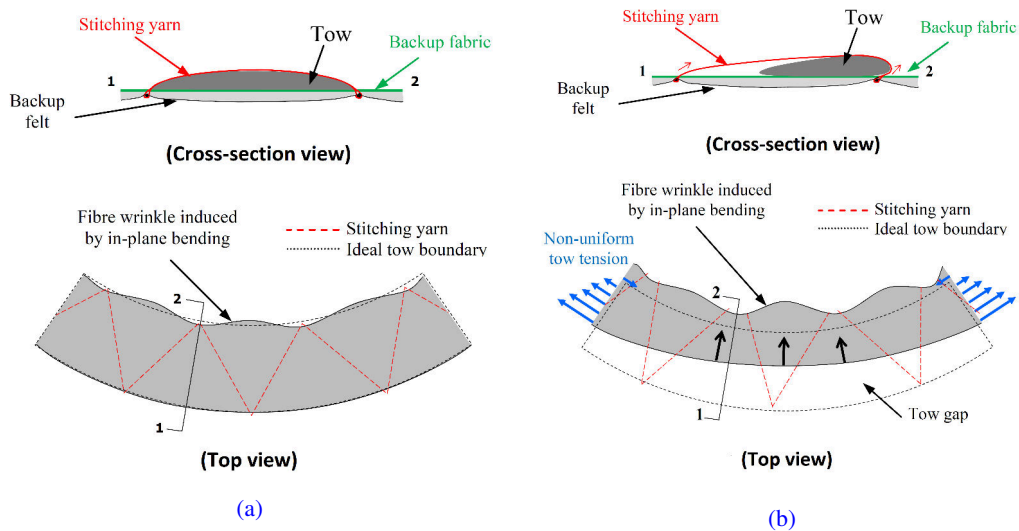 Stitching yarn
Tow
Backup fabric
1
2
Backup
felt
(Cross-section view)
Fibre wrinkle induced
by in-plane bending
Stitching yarn
Ideal tow boundary
2
1
(Top view)
(a)
Stitching yarn
Tow
Backup fabric
1
2
Backup
felt
(Cross-section view)
Fibre wrinkle induced
by in-plane bending
Stitching yarn
Ideal tow boundary
Non-uniform
tow tension
2
1
Tow gap
(Top view)
(b)